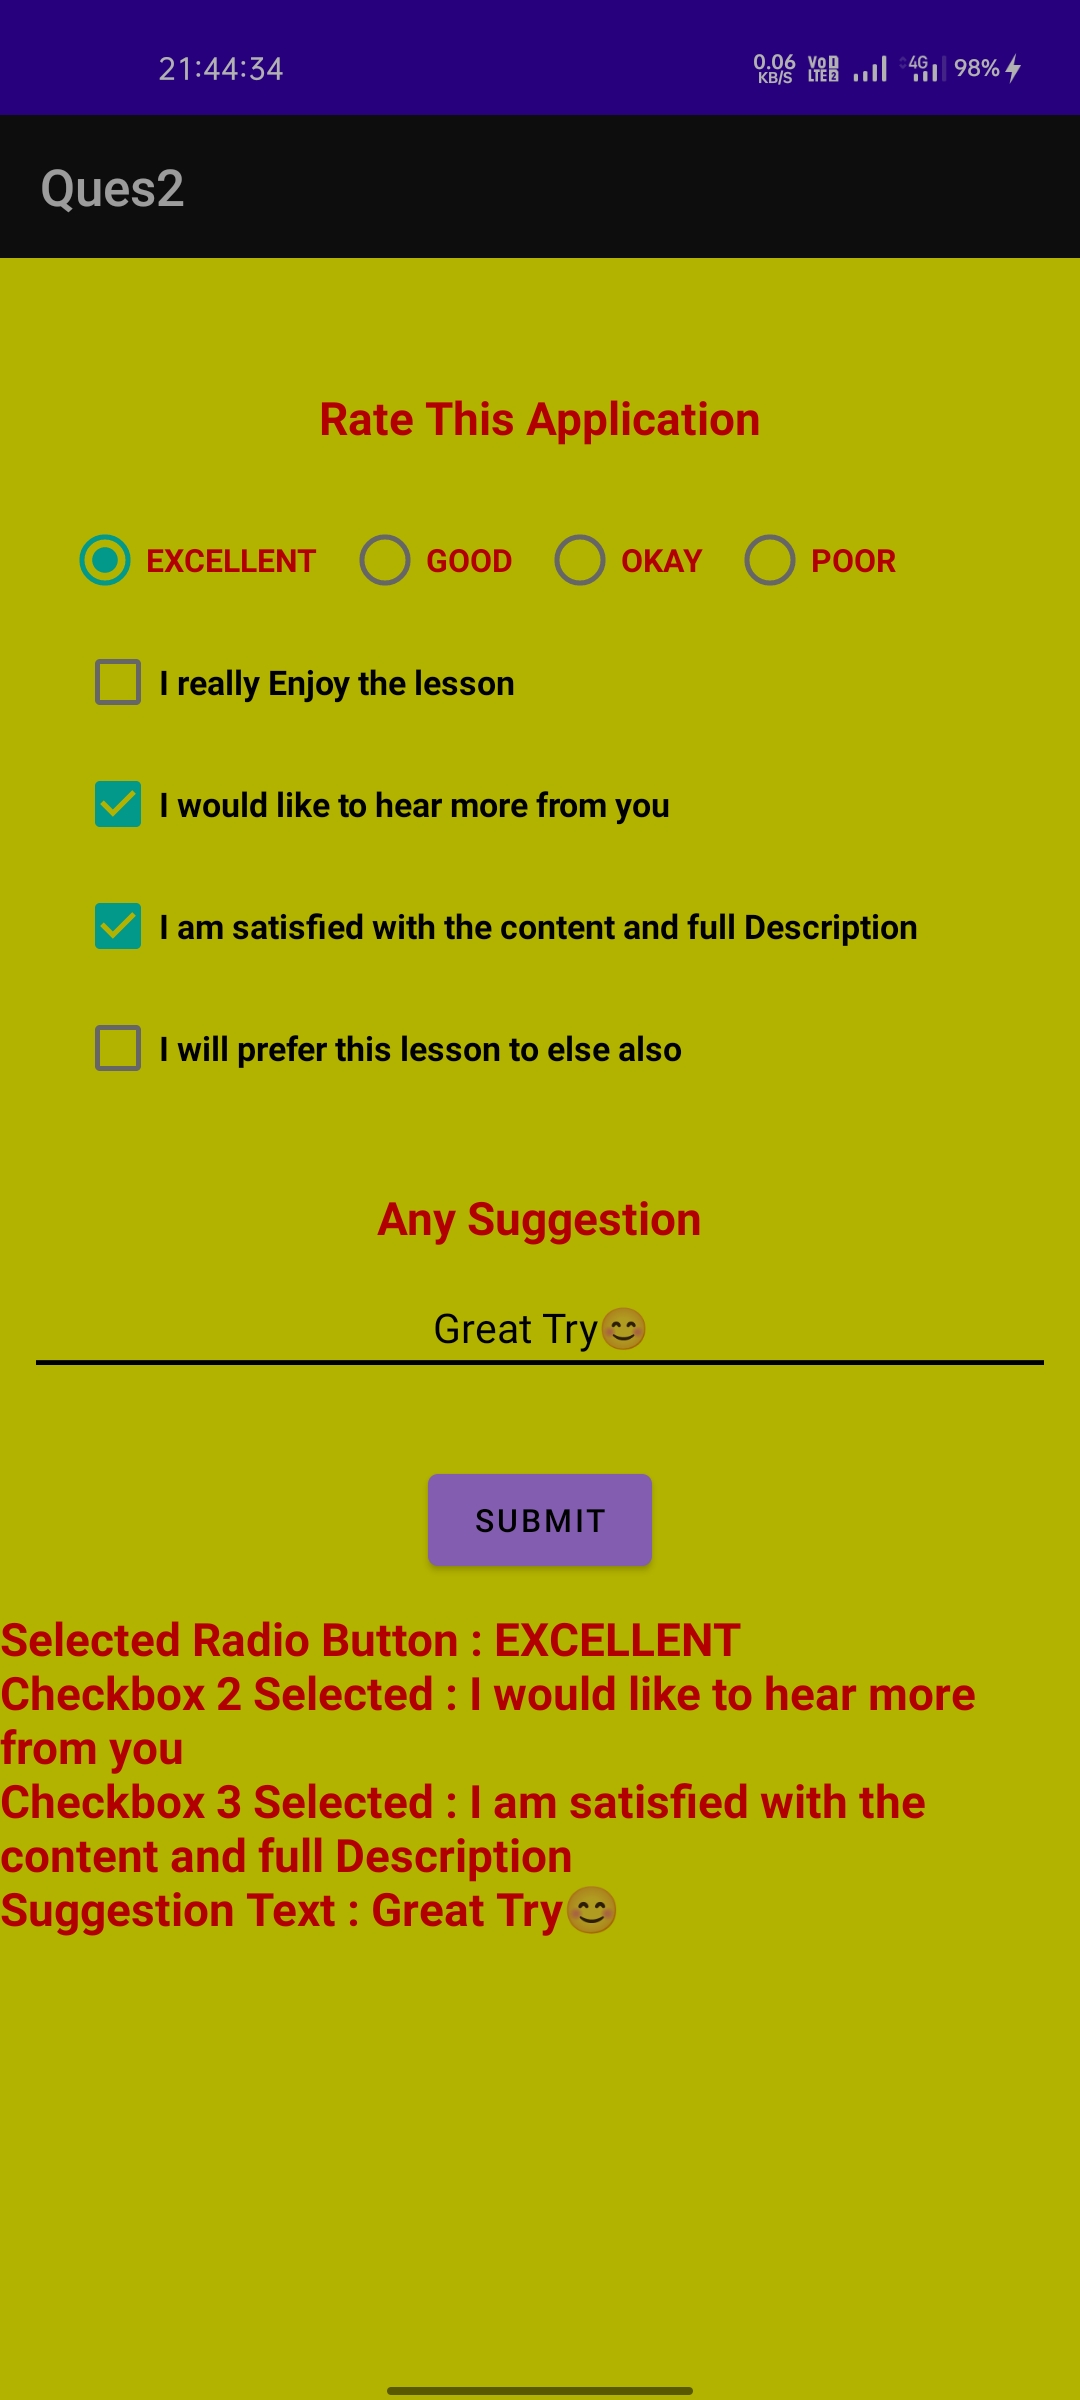 21:44:34 0.06 KB/S VoD LTE2 4G 98%
Ques2
Rate This Application
EXCELLENT GOOD OKAY POOR
I really Enjoy the lesson
I would like to hear more from you
I am satisfied with the content and full Description
I will prefer this lesson to else also
Any Suggestion
Great Try😊
SUBMIT
Selected Radio Button : EXCELLENT
Checkbox 2 Selected : I would like to hear more
from you
Checkbox 3 Selected : I am satisfied with the
content and full Description
Suggestion Text : Great Try😊